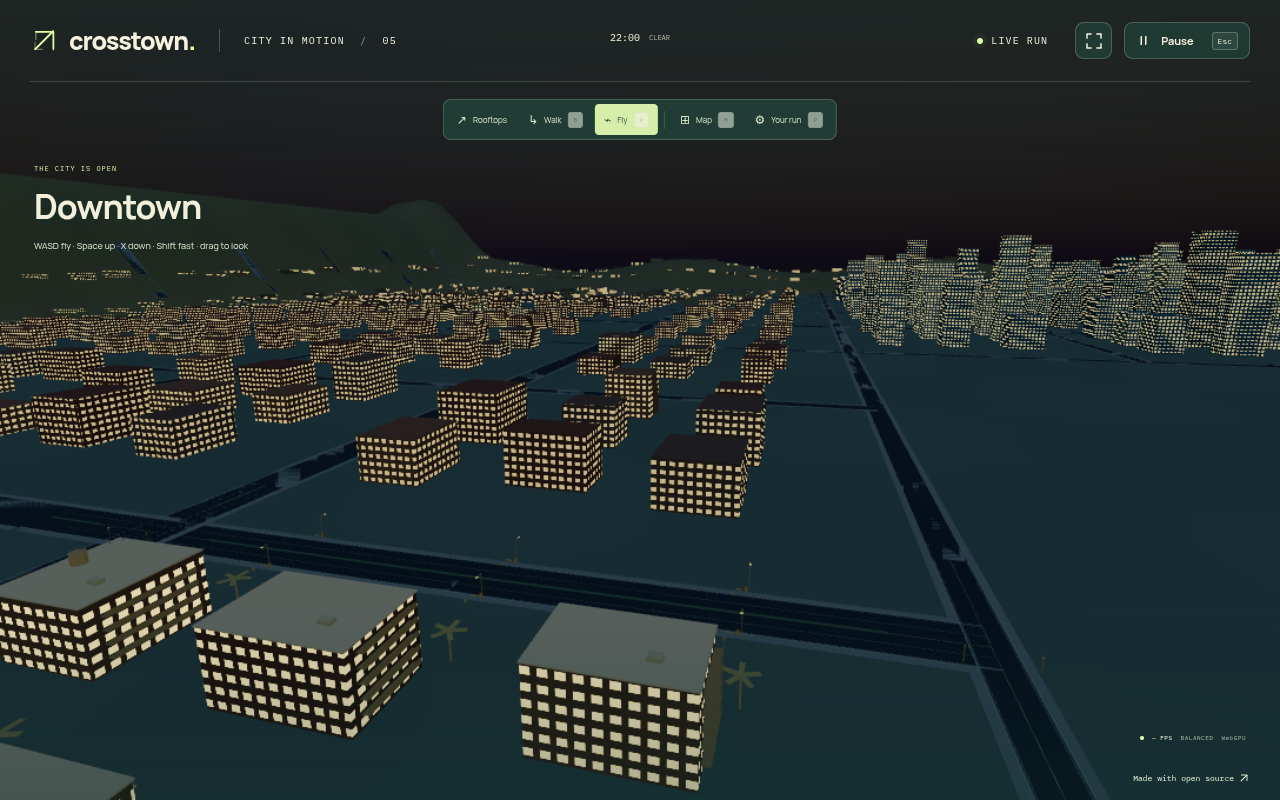 crosstown.
CITY IN MOTION / 05
22:00 CLEAR
LIVE RUN
Pause Esc
Rooftops
Walk
Fly
Map
Your run
THE CITY IS OPEN
Downtown
WASD fly · Space up · X down · Shift fast · drag to look
— FPS BALANCED WebGPU
Made with open source